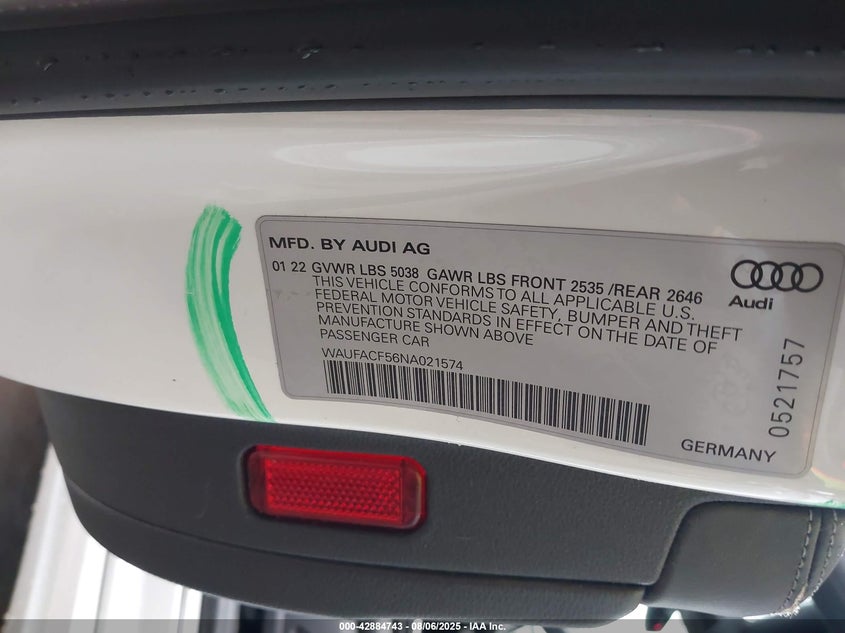 MFD. BY AUDI AG
01 22 GVWR LBS 5038 GAWR LBS FRONT 2535 /REAR 2646
THIS VEHICLE CONFORMS TO ALL APPLICABLE U.S.
FEDERAL MOTOR VEHICLE SAFETY, BUMPER AND THEFT
PREVENTION STANDARDS IN EFFECT ON THE DATE OF
MANUFACTURE SHOWN ABOVE
PASSENGER CAR
WAUFACF56NA021574
Audi
0521757
GERMANY
000-42884743 - 08/06/2025 - IAA Inc.